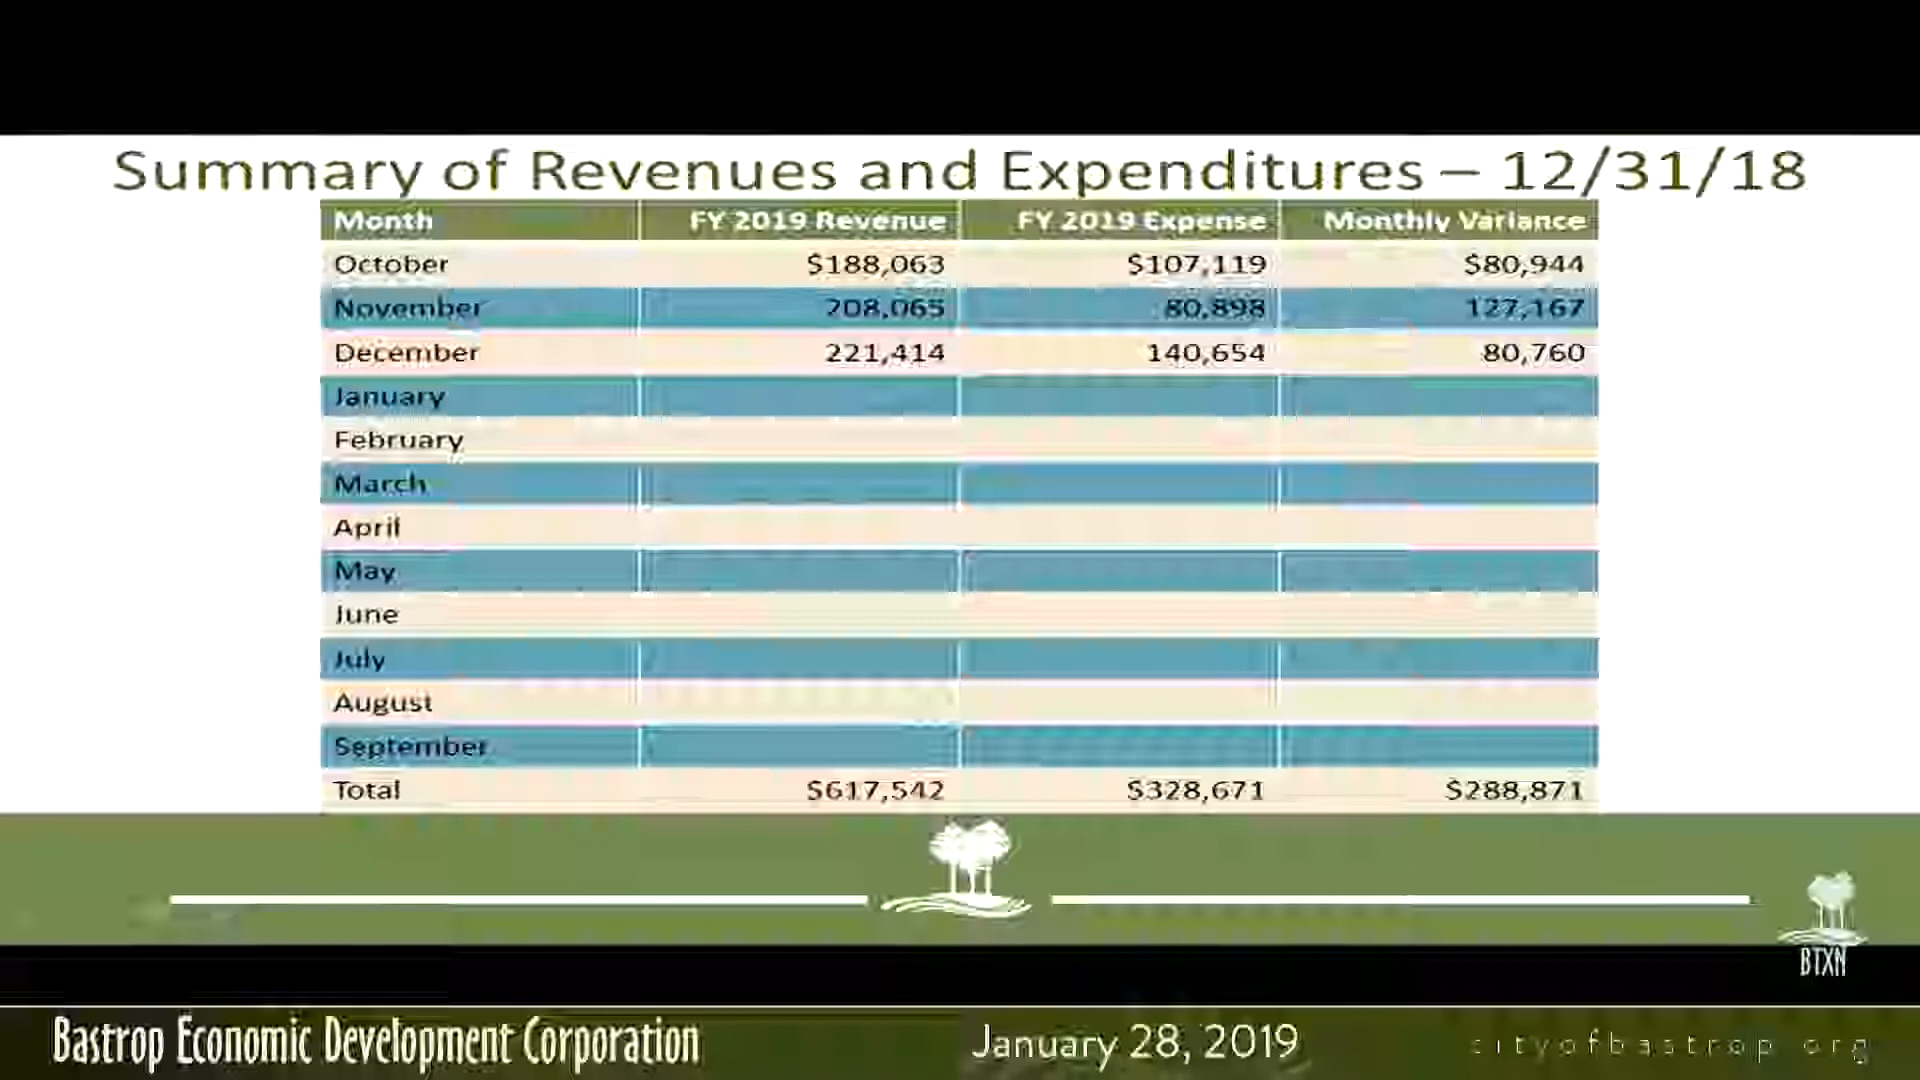 Summary of Revenues and Expenditures – 12/31/18
Month FY 2019 Revenue FY 2019 Expense Monthly Variance
October $188,063 $107,119 $80,944
November 208,065 80,898 127,167
December 221,414 140,654 80,760
January
February
March
April
May
June
July
August
September
Total $617,542 $328,671 $288,871
BTXN
Bastrop Economic Development Corporation January 28, 2019 cityofbastrop.org